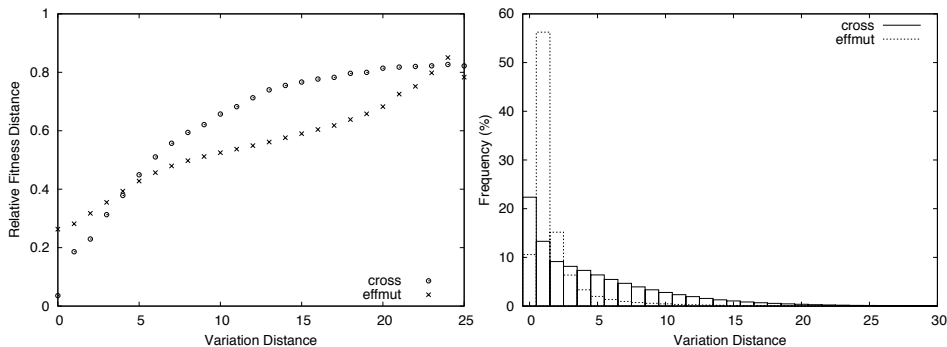 1
0.8
0.6
0.4
0.2
0
Relative Fitness Distance
cross
effmut
0 5 10 15 20 25
Variation Distance
60
50
40
30
20
10
0
Frequency (%)
cross
effmut
0 5 10 15 20 25 30
Variation Distance